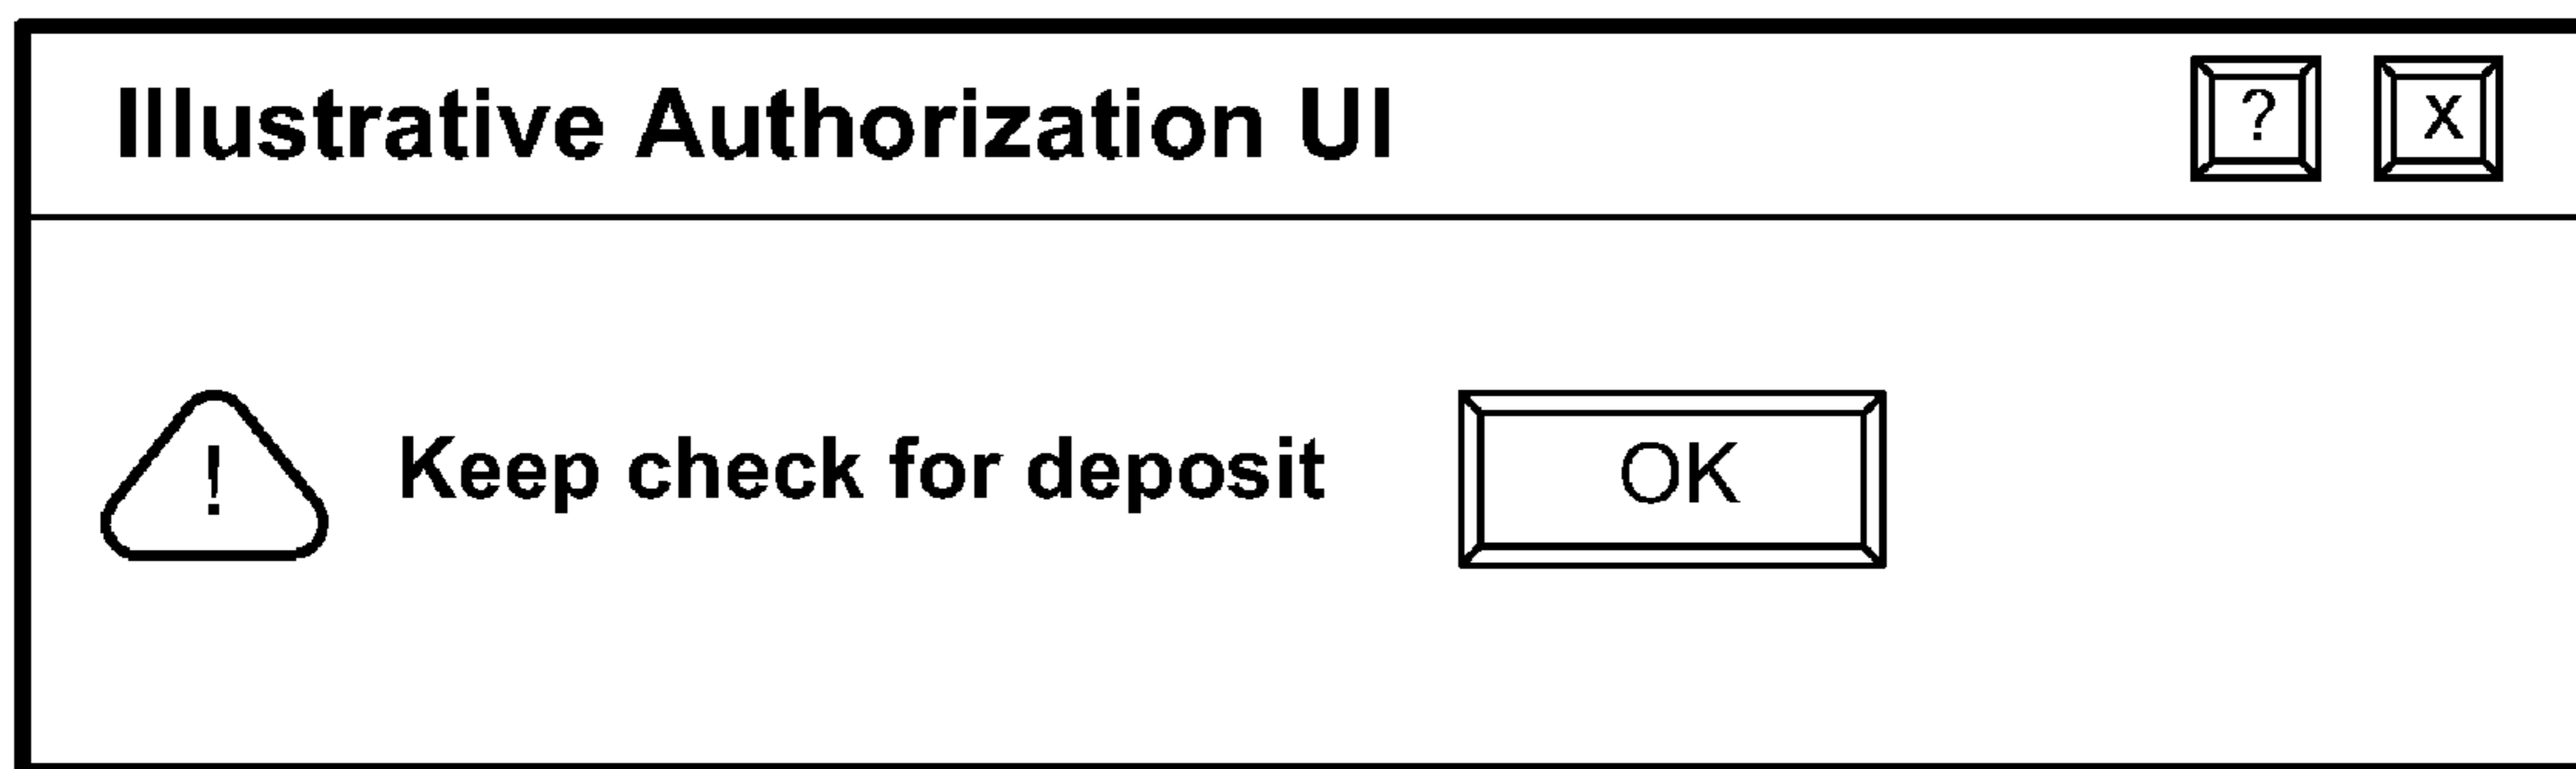 Illustrative Authorization UI ? X
! Keep check for deposit OK